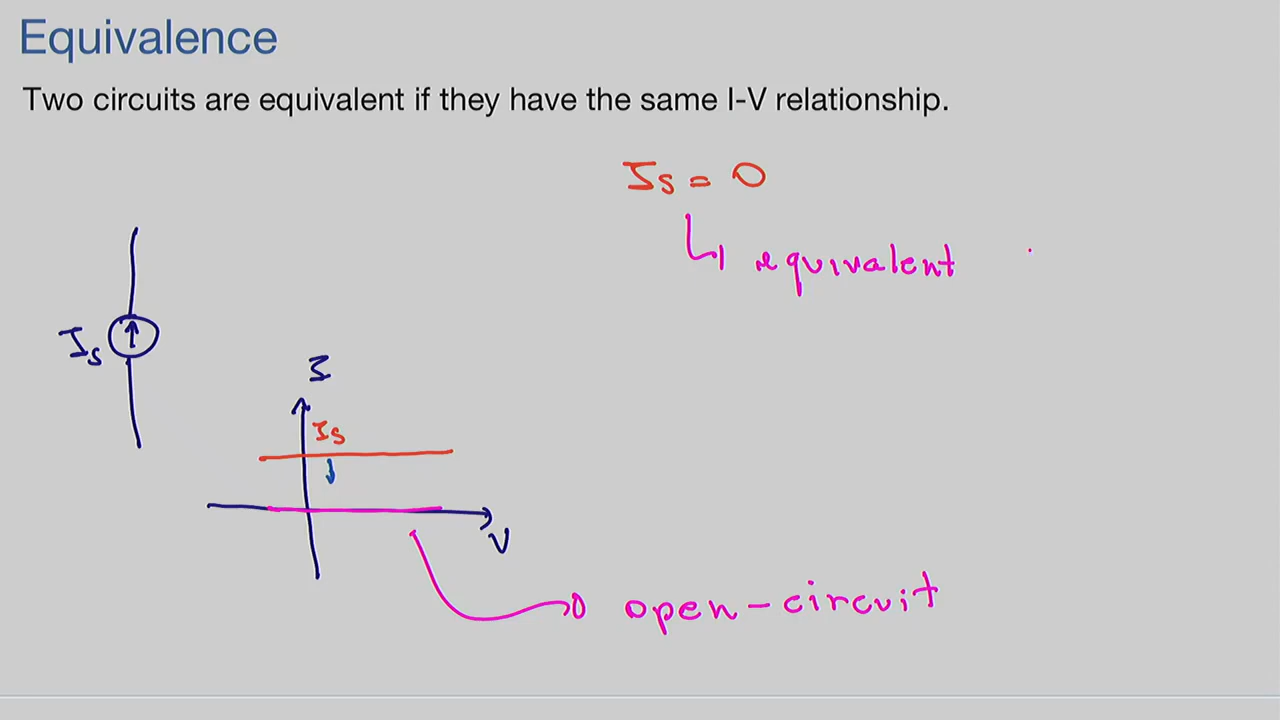 Equivalence
Two circuits are equivalent if they have the same I-V relationship.
Is = 0
equivalent
Is
I
Is
V
open-circuit